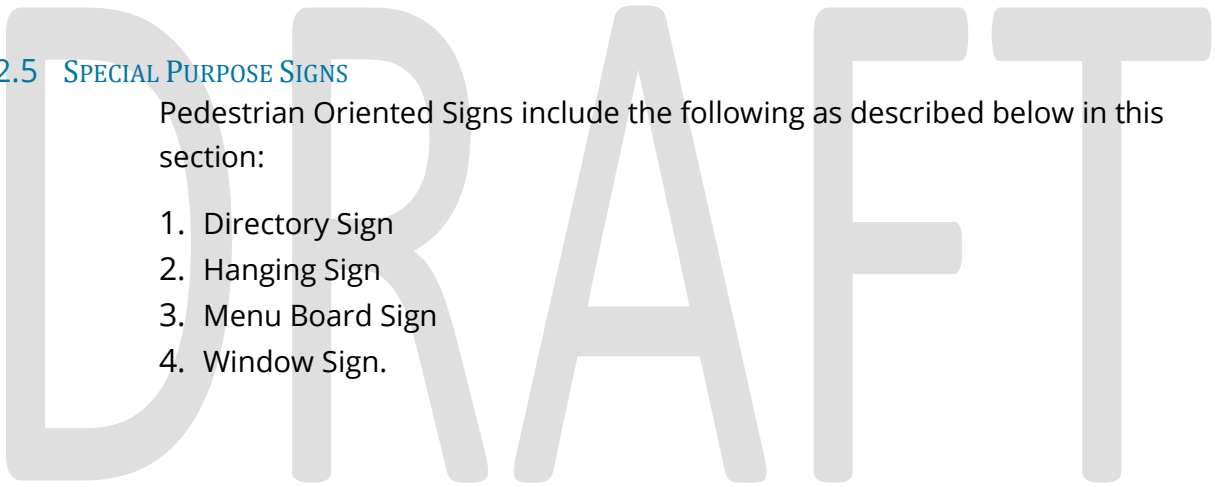 DRAFT
2.5 SPECIAL PURPOSE SIGNS
Pedestrian Oriented Signs include the following as described below in this
section:
1. Directory Sign
2. Hanging Sign
3. Menu Board Sign
4. Window Sign.